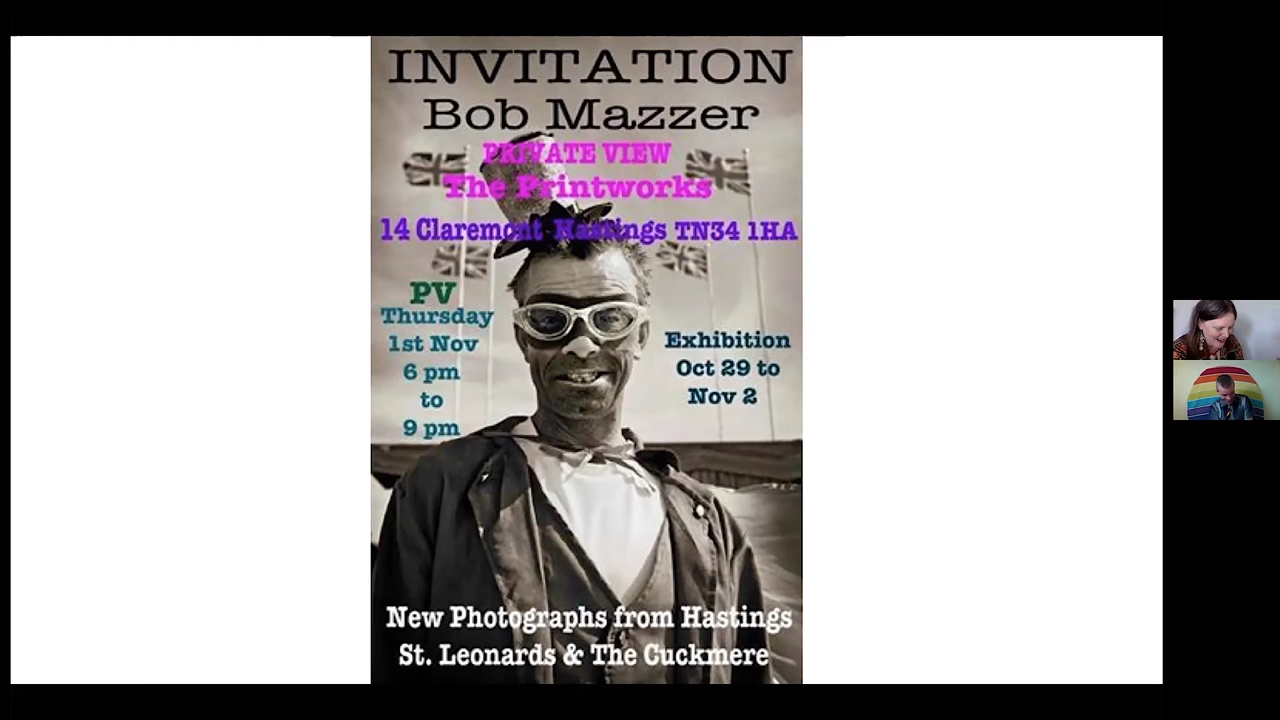 INVITATION
Bob Mazzer
PRIVATE VIEW
The Printworks
14 Claremont Hastings TN34 1HA
PV
Thursday
1st Nov
6 pm
to
9 pm
Exhibition
Oct 29 to
Nov 2
New Photographs from Hastings
St. Leonards & The Cuckmere